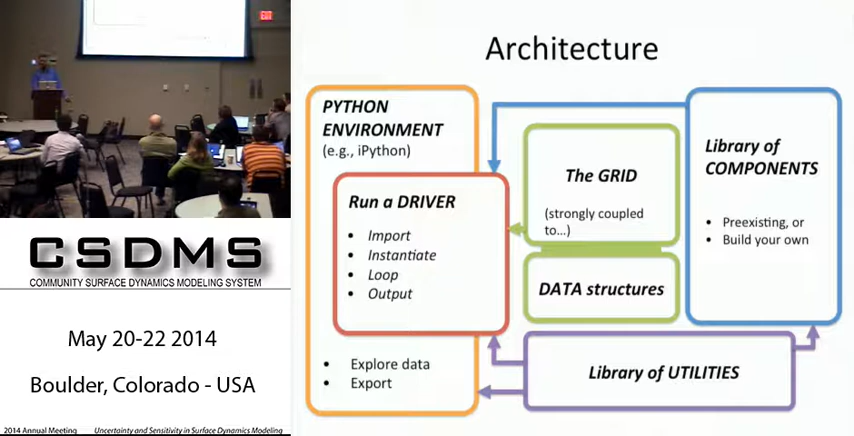 CSDMS
COMMUNITY SURFACE DYNAMICS MODELING SYSTEM
May 20-22 2014
Boulder, Colorado - USA
2014 Annual Meeting
Uncertainty and Sensitivity in Surface Dynamics Modeling
Architecture
PYTHON
ENVIRONMENT
(e.g., iPython)
Run a DRIVER
• Import
• Instantiate
• Loop
• Output
• Explore data
• Export
The GRID
(strongly coupled
to...)
DATA structures
Library of
COMPONENTS
• Preexisting, or
• Build your own
Library of UTILITIES